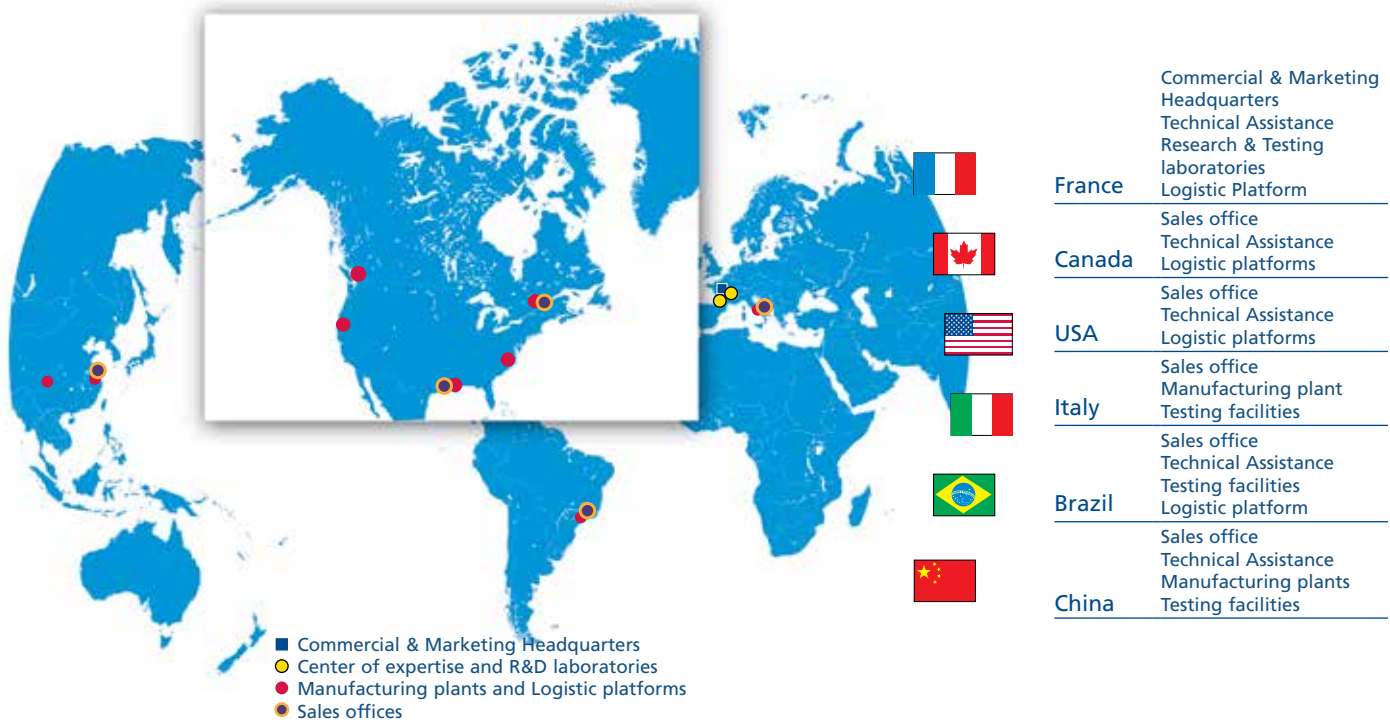 Commercial & Marketing
Headquarters
Technical Assistance
Research & Testing
laboratories
France
Logistic Platform
Sales office
Technical Assistance
Canada
Logistic platforms
Sales office
Technical Assistance
USA
Logistic platforms
Sales office
Manufacturing plant
Italy
Testing facilities
Sales office
Technical Assistance
Testing facilities
Brazil
Logistic platform
Sales office
Technical Assistance
Manufacturing plants
China
Testing facilities
Commercial & Marketing Headquarters
Center of expertise and R&D laboratories
Manufacturing plants and Logistic platforms
Sales offices